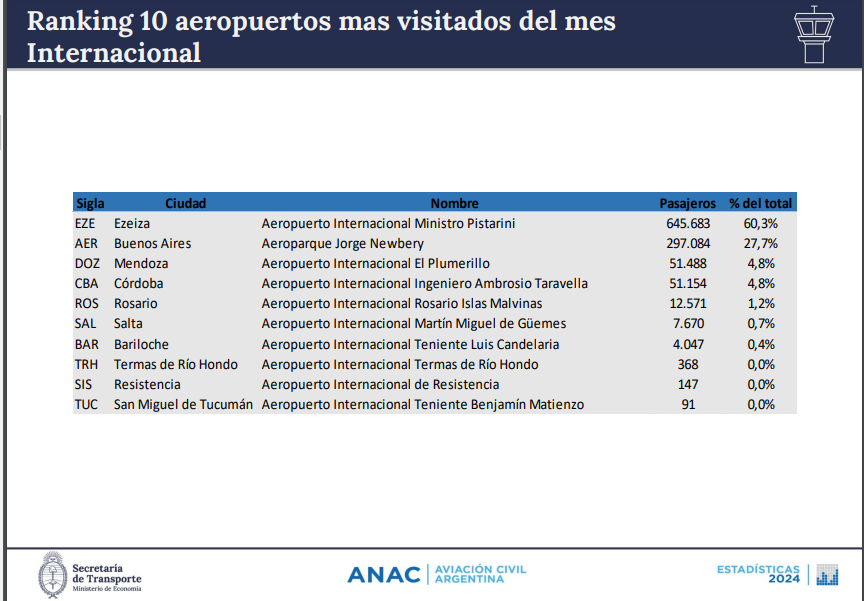 Ranking 10 aeropuertos mas visitados del mes
Internacional
Sigla Ciudad Nombre Pasajeros % del total
EZE Ezeiza Aeropuerto Internacional Ministro Pistarini 645.683 60,3%
AER Buenos Aires Aeroparque Jorge Newbery 297.084 27,7%
DOZ Mendoza Aeropuerto Internacional El Plumerillo 51.488 4,8%
CBA Córdoba Aeropuerto Internacional Ingeniero Ambrosio Taravella 51.154 4,8%
ROS Rosario Aeropuerto Internacional Rosario Islas Malvinas 12.571 1,2%
SAL Salta Aeropuerto Internacional Martín Miguel de Güemes 7.670 0,7%
BAR Bariloche Aeropuerto Internacional Teniente Luis Candelaria 4.047 0,4%
TRH Termas de Río Hondo Aeropuerto Internacional Termas de Río Hondo 368 0,0%
SIS Resistencia Aeropuerto Internacional de Resistencia 147 0,0%
TUC San Miguel de Tucumán Aeropuerto Internacional Teniente Benjamín Matienzo 91 0,0%
Secretaría
de Transporte
Ministerio de Economía
ANAC
AVIACIÓN CIVIL
ARGENTINA
ESTADÍSTICAS
2024